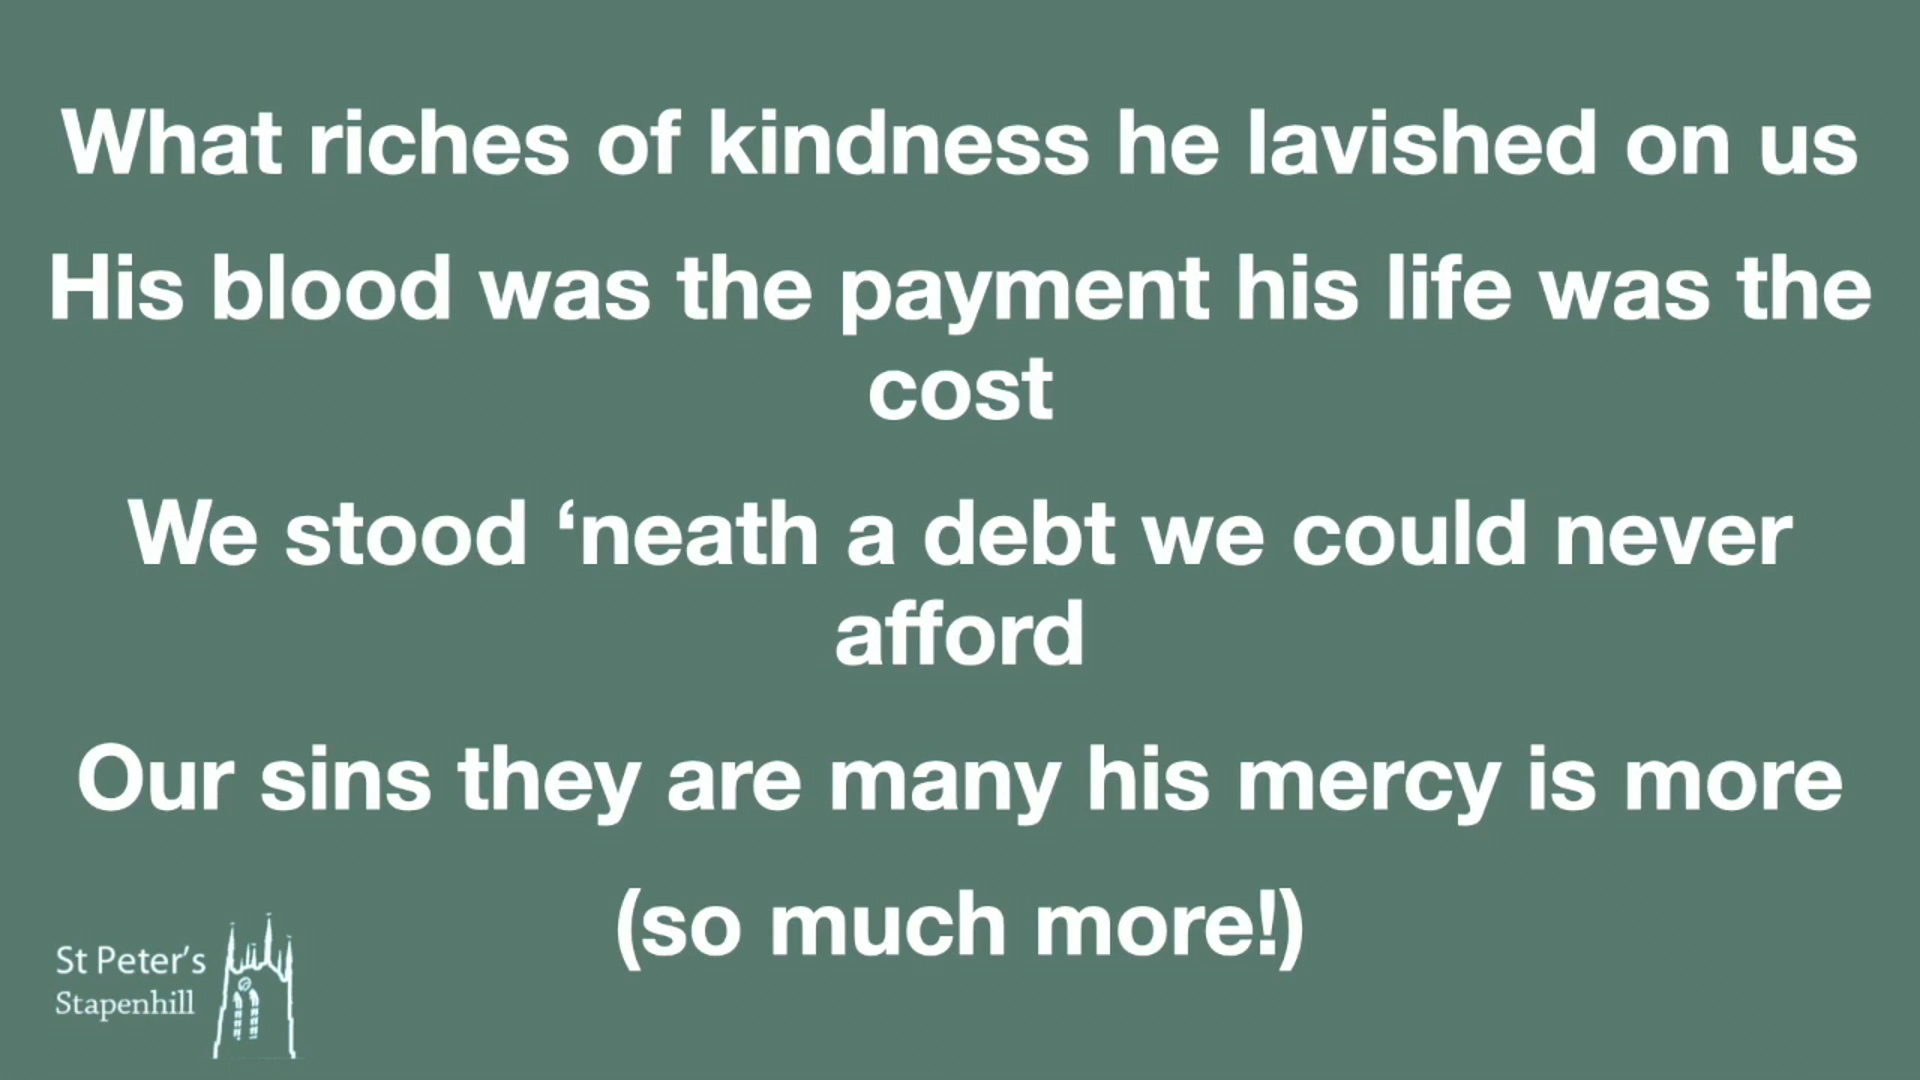 What riches of kindness he lavished on us
His blood was the payment his life was the
cost
We stood ‘neath a debt we could never
afford
Our sins they are many his mercy is more
(so much more!)
St Peter’s
Stapenhill